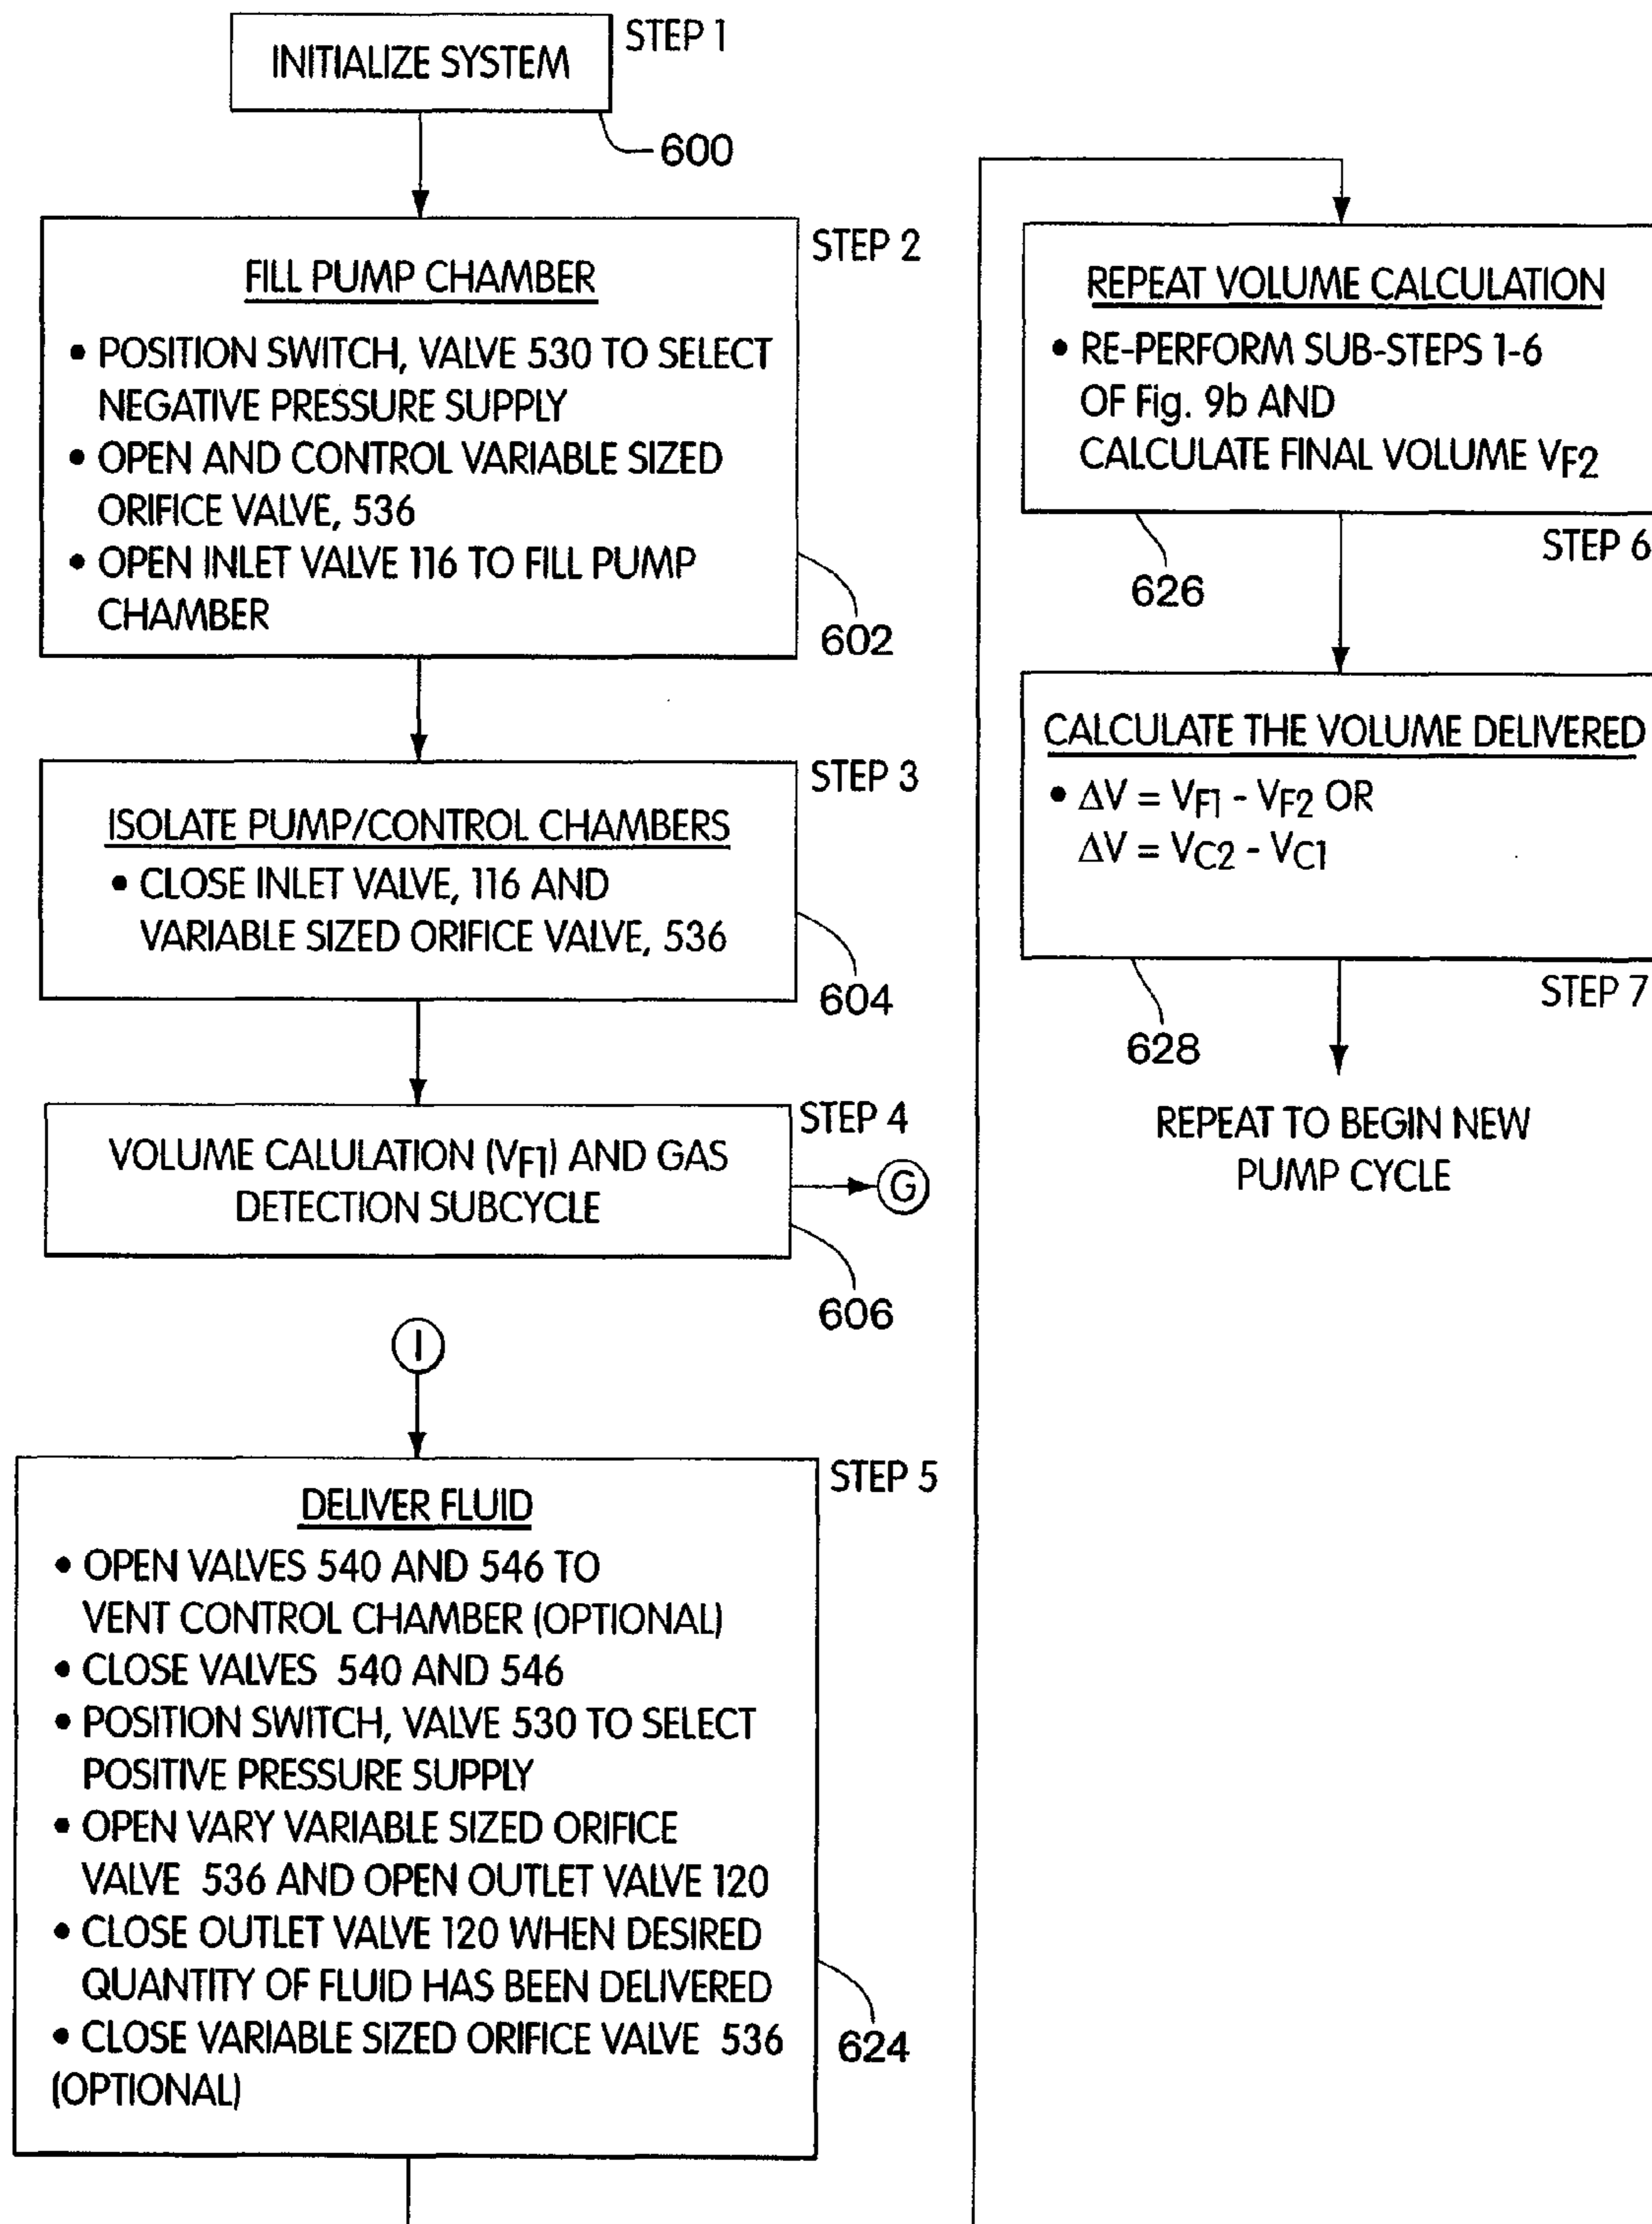 INITIALIZE SYSTEM
STEP 1
600
FILL PUMP CHAMBER
STEP 2
• POSITION SWITCH, VALVE 530 TO SELECT
NEGATIVE PRESSURE SUPPLY
• OPEN AND CONTROL VARIABLE SIZED
ORIFICE VALVE, 536
• OPEN INLET VALVE 116 TO FILL PUMP
CHAMBER
602
STEP 3
ISOLATE PUMP/CONTROL CHAMBERS
• CLOSE INLET VALVE, 116 AND
VARIABLE SIZED ORIFICE VALVE, 536
604
STEP 4
VOLUME CALULATION (VF1) AND GAS
DETECTION SUBCYCLE
G
606
I
STEP 5
DELIVER FLUID
• OPEN VALVES 540 AND 546 TO
VENT CONTROL CHAMBER (OPTIONAL)
• CLOSE VALVES 540 AND 546
• POSITION SWITCH, VALVE 530 TO SELECT
POSITIVE PRESSURE SUPPLY
• OPEN VARY VARIABLE SIZED ORIFICE
VALVE 536 AND OPEN OUTLET VALVE 120
• CLOSE OUTLET VALVE 120 WHEN DESIRED
QUANTITY OF FLUID HAS BEEN DELIVERED
• CLOSE VARIABLE SIZED ORIFICE VALVE 536
(OPTIONAL)
624
REPEAT VOLUME CALCULATION
• RE-PERFORM SUB-STEPS 1-6
OF Fig. 9b AND
CALCULATE FINAL VOLUME VF2
STEP 6
626
CALCULATE THE VOLUME DELIVERED
• ΔV = VF1 - VF2 OR
ΔV = VC2 - VC1
STEP 7
628
REPEAT TO BEGIN NEW
PUMP CYCLE